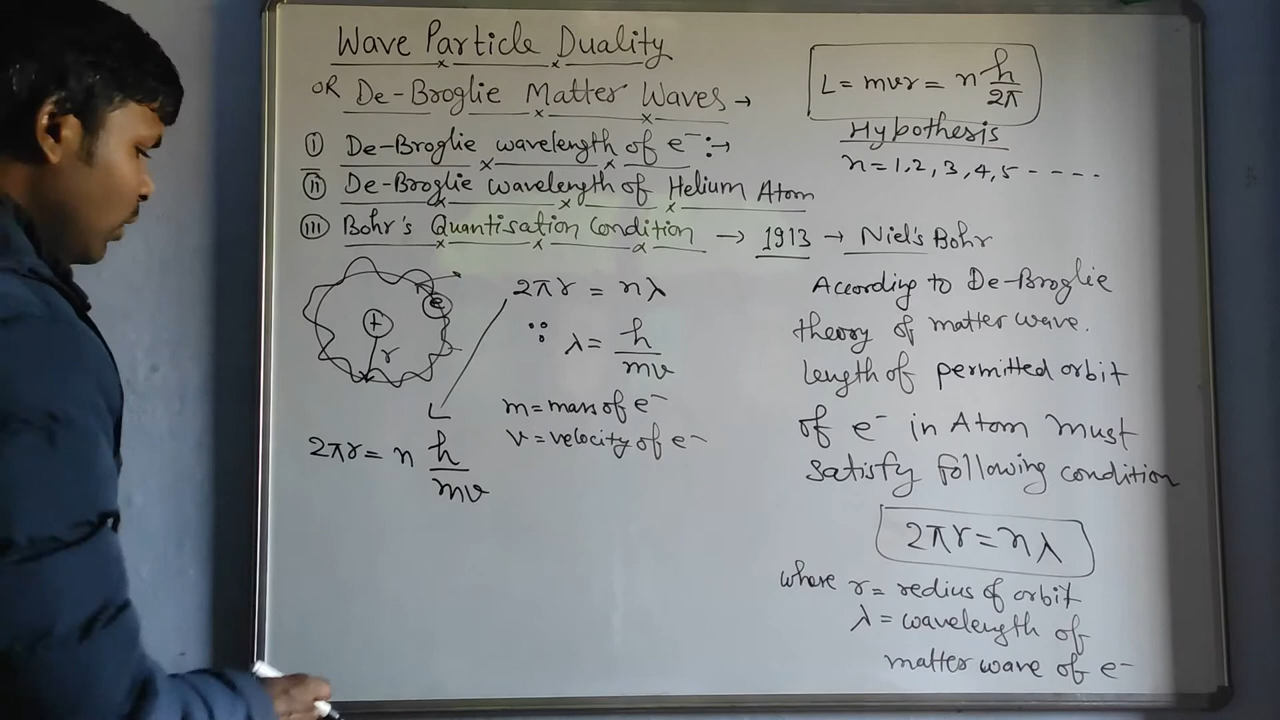 Wave Particle Duality
OR De-Broglie Matter Waves →
① De-Broglie wavelength of e⁻ :→
⑪ De-Broglie wavelength of Helium Atom
⑪ⁱ Bohr's Quantisation Condition → 1913 → Niel's Bohr
L = mvr = n h/2π
Hypothesis
n = 1, 2, 3, 4, 5 - - - -
+ e r
2πr = nλ
∵ λ = h/mv
m = mass of e⁻
v = velocity of e⁻
2πr = n h/mv
According to De-Broglie
theory of matter wave.
length of permitted orbit
of e⁻ in Atom must
satisfy following condition
2πr = nλ
where r = redius of orbit
λ = wavelength of
matter wave of e⁻